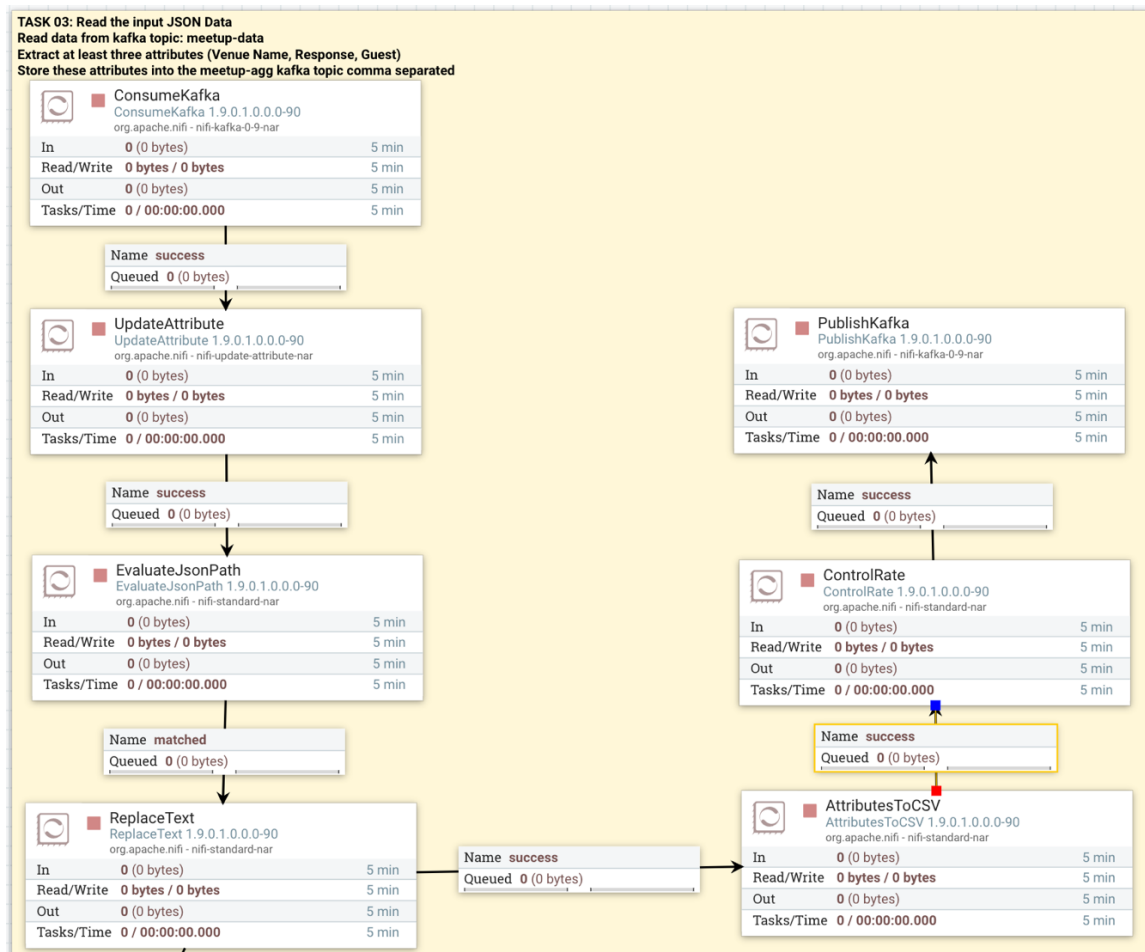 TASK 03: Read the input JSON Data
Read data from kafka topic: meetup-data
Extract at least three attributes (Venue Name, Response, Guest)
Store these attributes into the meetup-agg kafka topic comma separated
ConsumeKafka
ConsumeKafka 1.9.0.1.0.0.0-90
org.apache.nifi - nifi-kafka-0-9-nar
In 0 (0 bytes) 5 min
Read/Write 0 bytes / 0 bytes 5 min
Out 0 (0 bytes) 5 min
Tasks/Time 0 / 00:00:00.000 5 min
Name success
Queued 0 (0 bytes)
UpdateAttribute
UpdateAttribute 1.9.0.1.0.0.0-90
org.apache.nifi - nifi-update-attribute-nar
In 0 (0 bytes) 5 min
Read/Write 0 bytes / 0 bytes 5 min
Out 0 (0 bytes) 5 min
Tasks/Time 0 / 00:00:00.000 5 min
Name success
Queued 0 (0 bytes)
EvaluateJsonPath
EvaluateJsonPath 1.9.0.1.0.0.0-90
org.apache.nifi - nifi-standard-nar
In 0 (0 bytes) 5 min
Read/Write 0 bytes / 0 bytes 5 min
Out 0 (0 bytes) 5 min
Tasks/Time 0 / 00:00:00.000 5 min
Name matched
Queued 0 (0 bytes)
ReplaceText
ReplaceText 1.9.0.1.0.0.0-90
org.apache.nifi - nifi-standard-nar
In 0 (0 bytes) 5 min
Read/Write 0 bytes / 0 bytes 5 min
Out 0 (0 bytes) 5 min
Tasks/Time 0 / 00:00:00.000 5 min
Name success
Queued 0 (0 bytes)
PublishKafka
PublishKafka 1.9.0.1.0.0.0-90
org.apache.nifi - nifi-kafka-0-9-nar
In 0 (0 bytes) 5 min
Read/Write 0 bytes / 0 bytes 5 min
Out 0 (0 bytes) 5 min
Tasks/Time 0 / 00:00:00.000 5 min
Name success
Queued 0 (0 bytes)
ControlRate
ControlRate 1.9.0.1.0.0.0-90
org.apache.nifi - nifi-standard-nar
In 0 (0 bytes) 5 min
Read/Write 0 bytes / 0 bytes 5 min
Out 0 (0 bytes) 5 min
Tasks/Time 0 / 00:00:00.000 5 min
Name success
Queued 0 (0 bytes)
AttributesToCSV
AttributesToCSV 1.9.0.1.0.0.0-90
org.apache.nifi - nifi-standard-nar
In 0 (0 bytes) 5 min
Read/Write 0 bytes / 0 bytes 5 min
Out 0 (0 bytes) 5 min
Tasks/Time 0 / 00:00:00.000 5 min